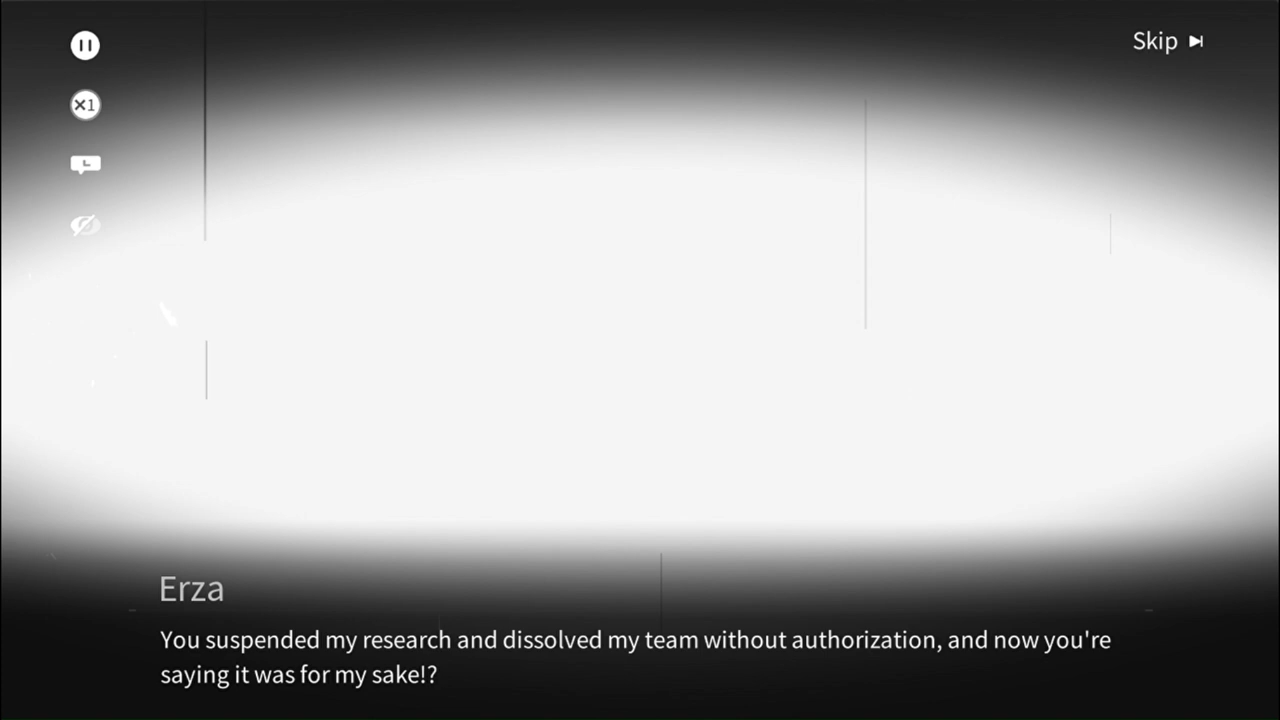 Skip
×1
Erza
You suspended my research and dissolved my team without authorization, and now you're
saying it was for my sake!?